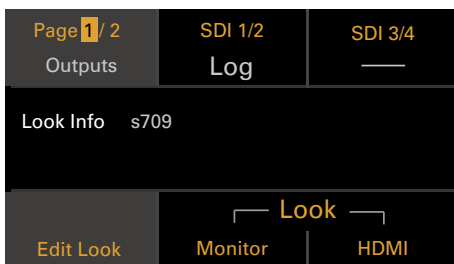 Page 1 / 2 SDI 1/2 SDI 3/4
Outputs Log —
Look Info s709
Look
Edit Look Monitor HDMI